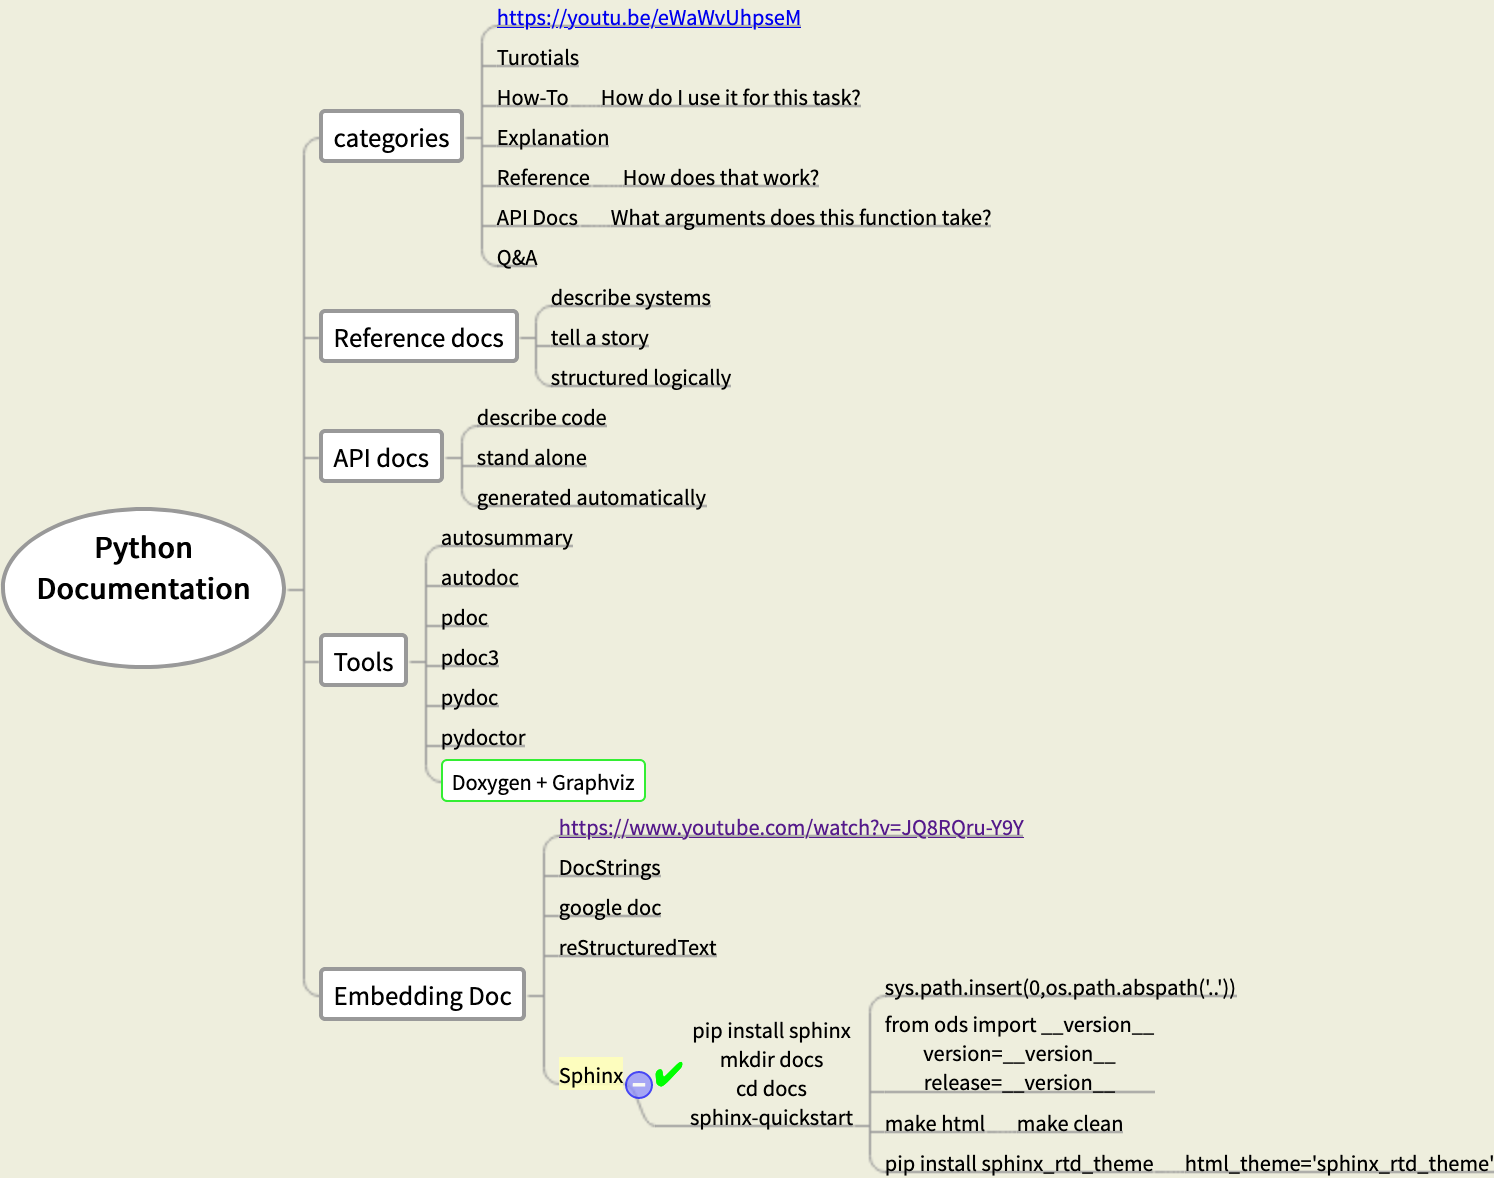 https://youtu.be/eWaWvUhpseM
Turotials
How-To How do I use it for this task?
categories
Explanation
Reference How does that work?
API Docs What arguments does this function take?
Q&A
describe systems
Reference docs
tell a story
structured logically
describe code
API docs
stand alone
generated automatically
Python
Documentation
autosummary
autodoc
pdoc
Tools
pdoc3
pydoc
pydoctor
Doxygen + Graphviz
https://www.youtube.com/watch?v=JQ8RQru-Y9Y
DocStrings
google doc
reStructuredText
Embedding Doc
Sphinx
pip install sphinx
mkdir docs
cd docs
sphinx-quickstart
sys.path.insert(0,os.path.abspath('..'))
from ods import __version__
version=__version__
release=__version__
make html make clean
pip install sphinx_rtd_theme html_theme='sphinx_rtd_theme'